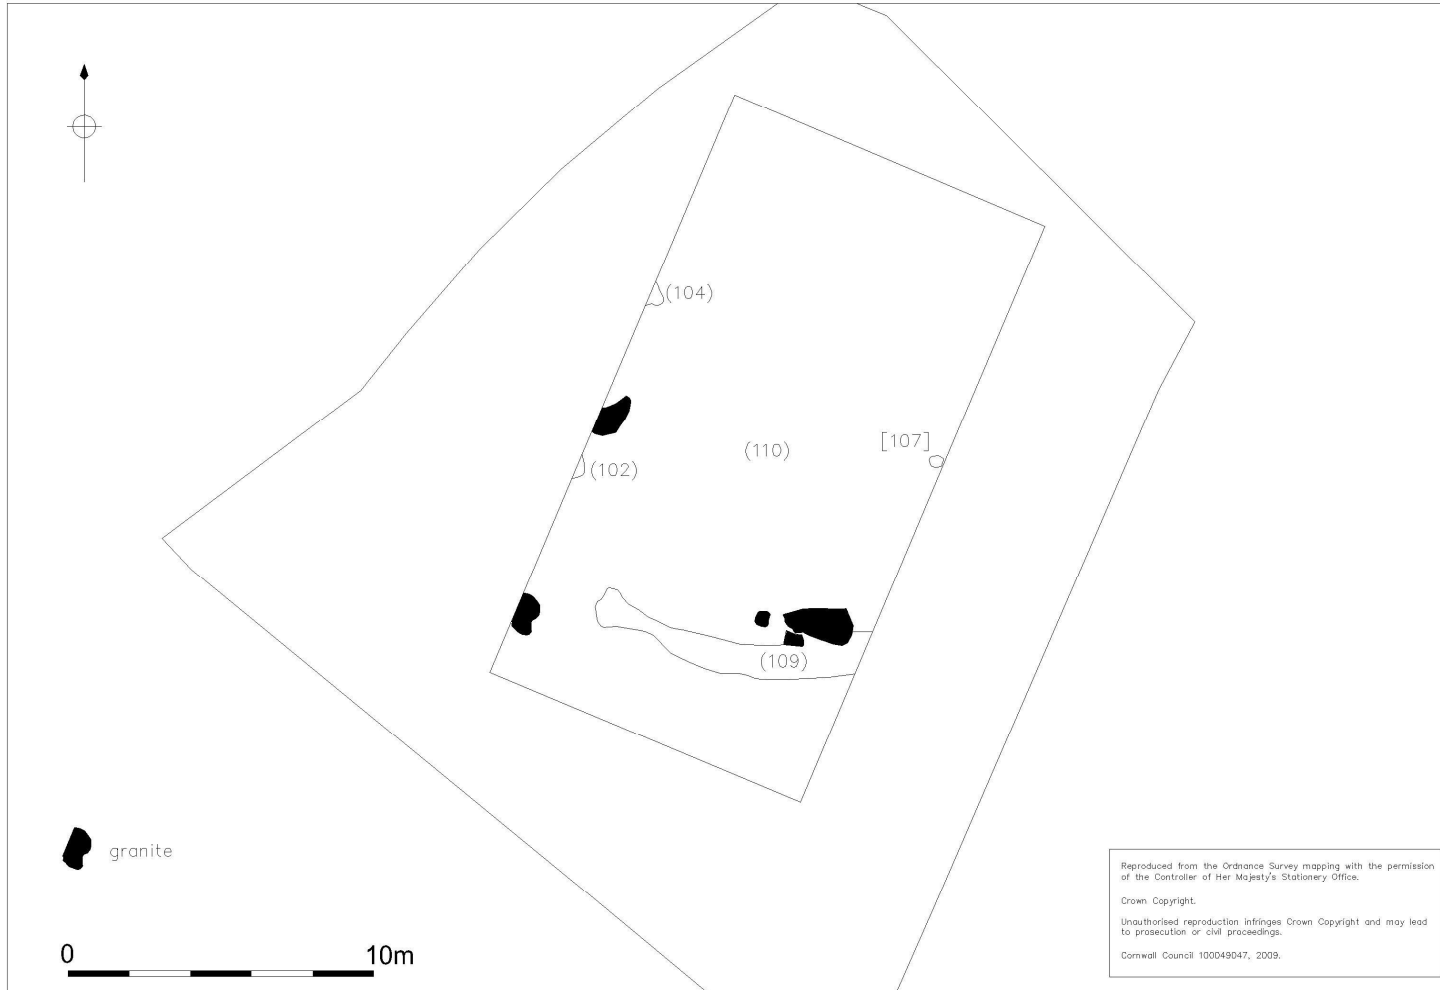 (104)
[107]
(110)
(102)
(109)
granite
0 10m
Reproduced from the Ordnance Survey mapping with the permission
of the Controller of Her Majesty's Stationery Office.
Crown Copyright.
Unauthorised reproduction infringes Crown Copyright and may lead
to prosecution or civil proceedings.
Cornwall Council 100049047, 2009.